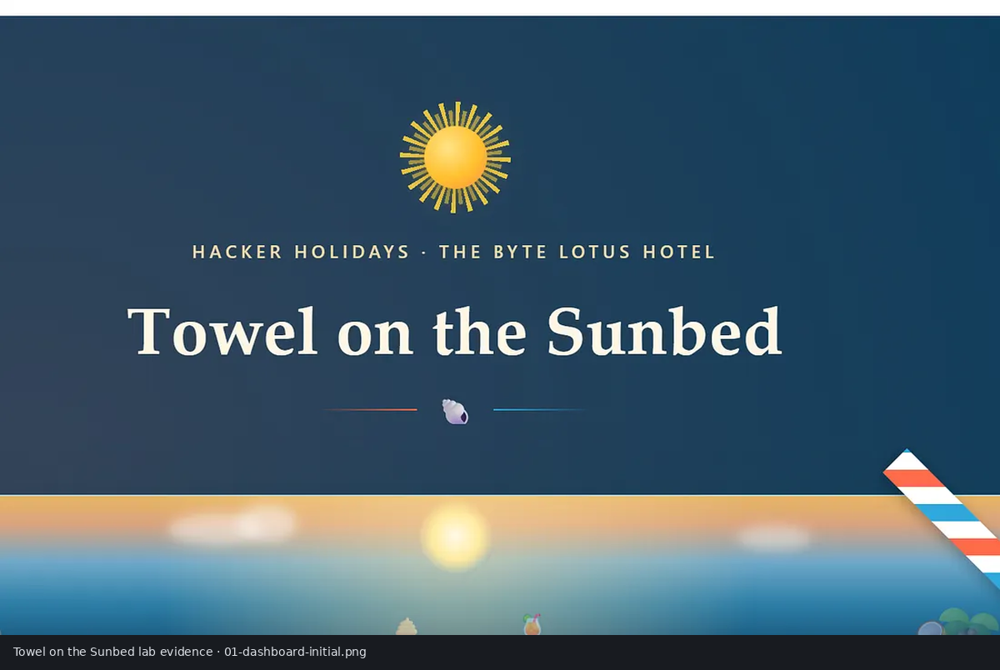 HACKER HOLIDAYS · THE BYTE LOTUS HOTEL
Towel on the Sunbed
Towel on the Sunbed lab evidence · 01-dashboard-initial.png